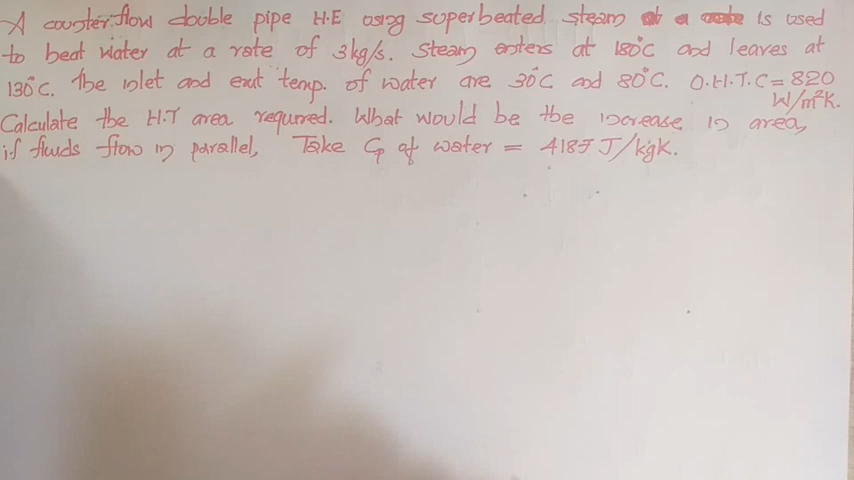 A counter flow double pipe H.E using superheated steam is used
to heat water at a rate of 3kg/s. Steam enters at 180°C and leaves at
130°C. The inlet and exit temp. of water are 30°C and 80°C. O.H.T.C = 820
W/m²K.
Calculate the H.T area required. What would be the increase in area,
if fluids flow in parallel, Take Cp of water = 4187 J/kgK.